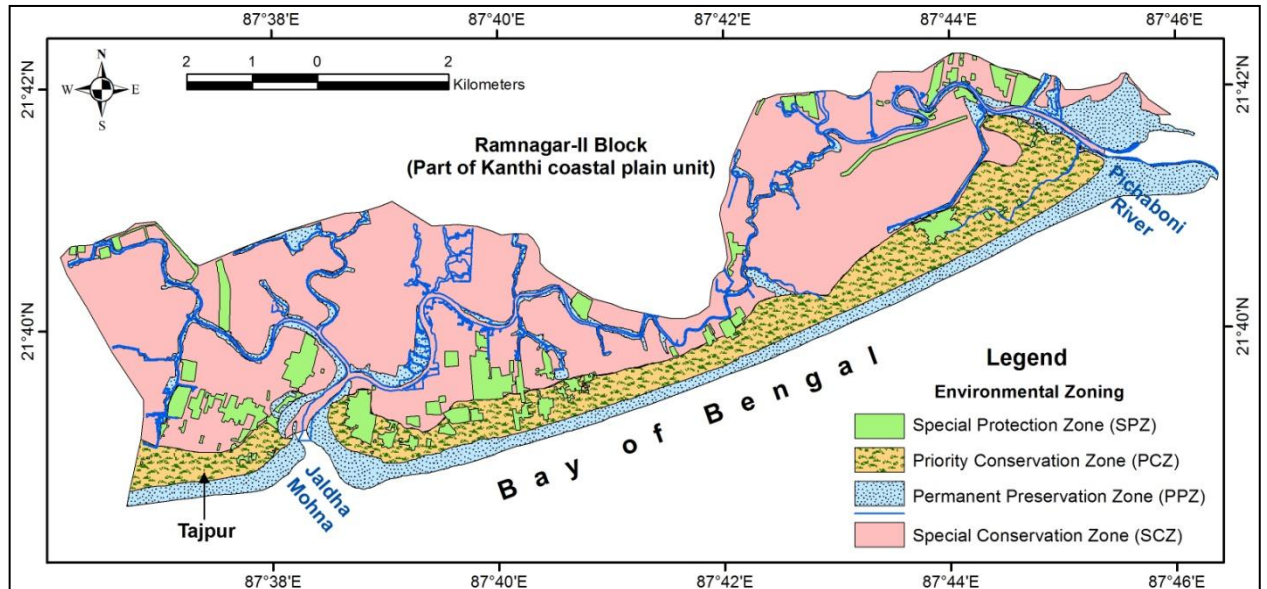 87°38'E 87°40'E 87°42'E 87°44'E 87°46'E
N
W E
S
2 1 0 2
Kilometers
21°42'N 21°42'N
Ramnagar-II Block
(Part of Kanthi coastal plain unit)
Pichaboni
River
21°40'N 21°40'N
Bay of Bengal
Jaldha
Mohna
Tajpur
Legend
Environmental Zoning
Special Protection Zone (SPZ)
Priority Conservation Zone (PCZ)
Permanent Preservation Zone (PPZ)
Special Conservation Zone (SCZ)
87°38'E 87°40'E 87°42'E 87°44'E 87°46'E